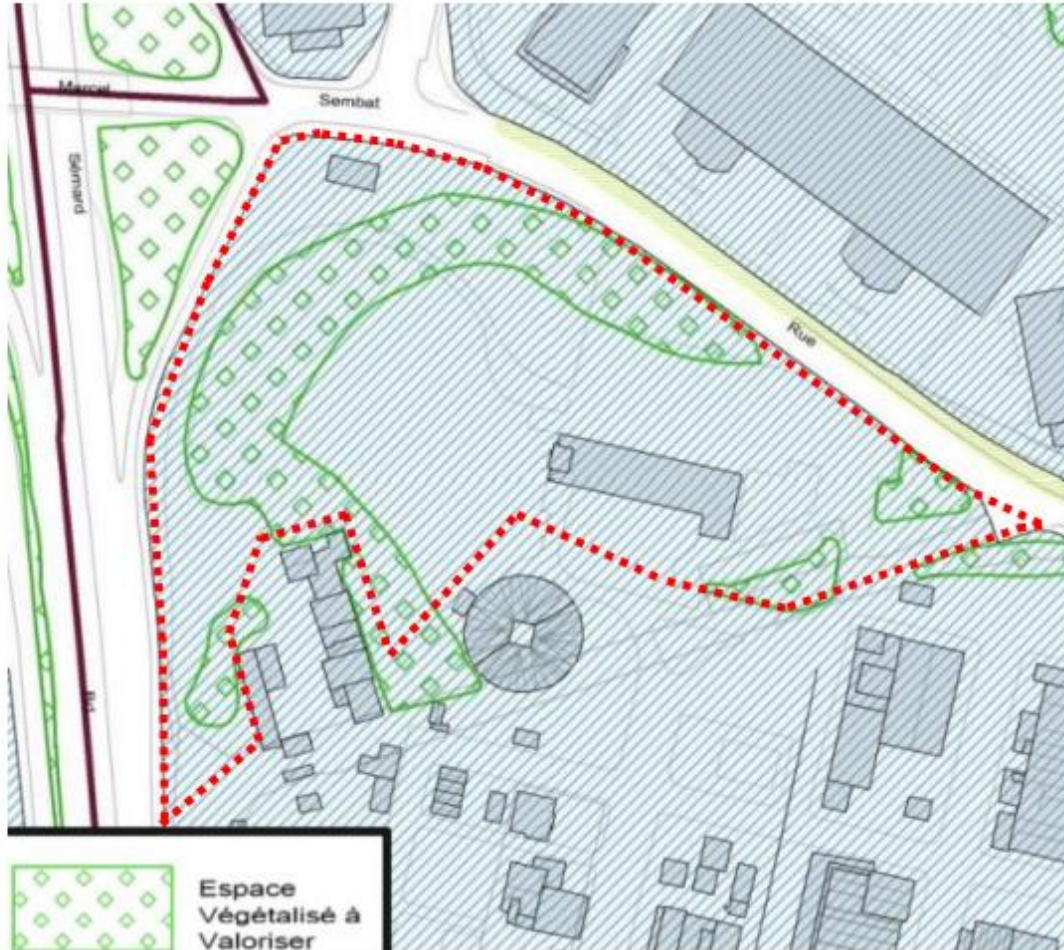 Marcel
Sembat
Sémard
Rue
Bd
Espace
Végétalisé à
Valoriser